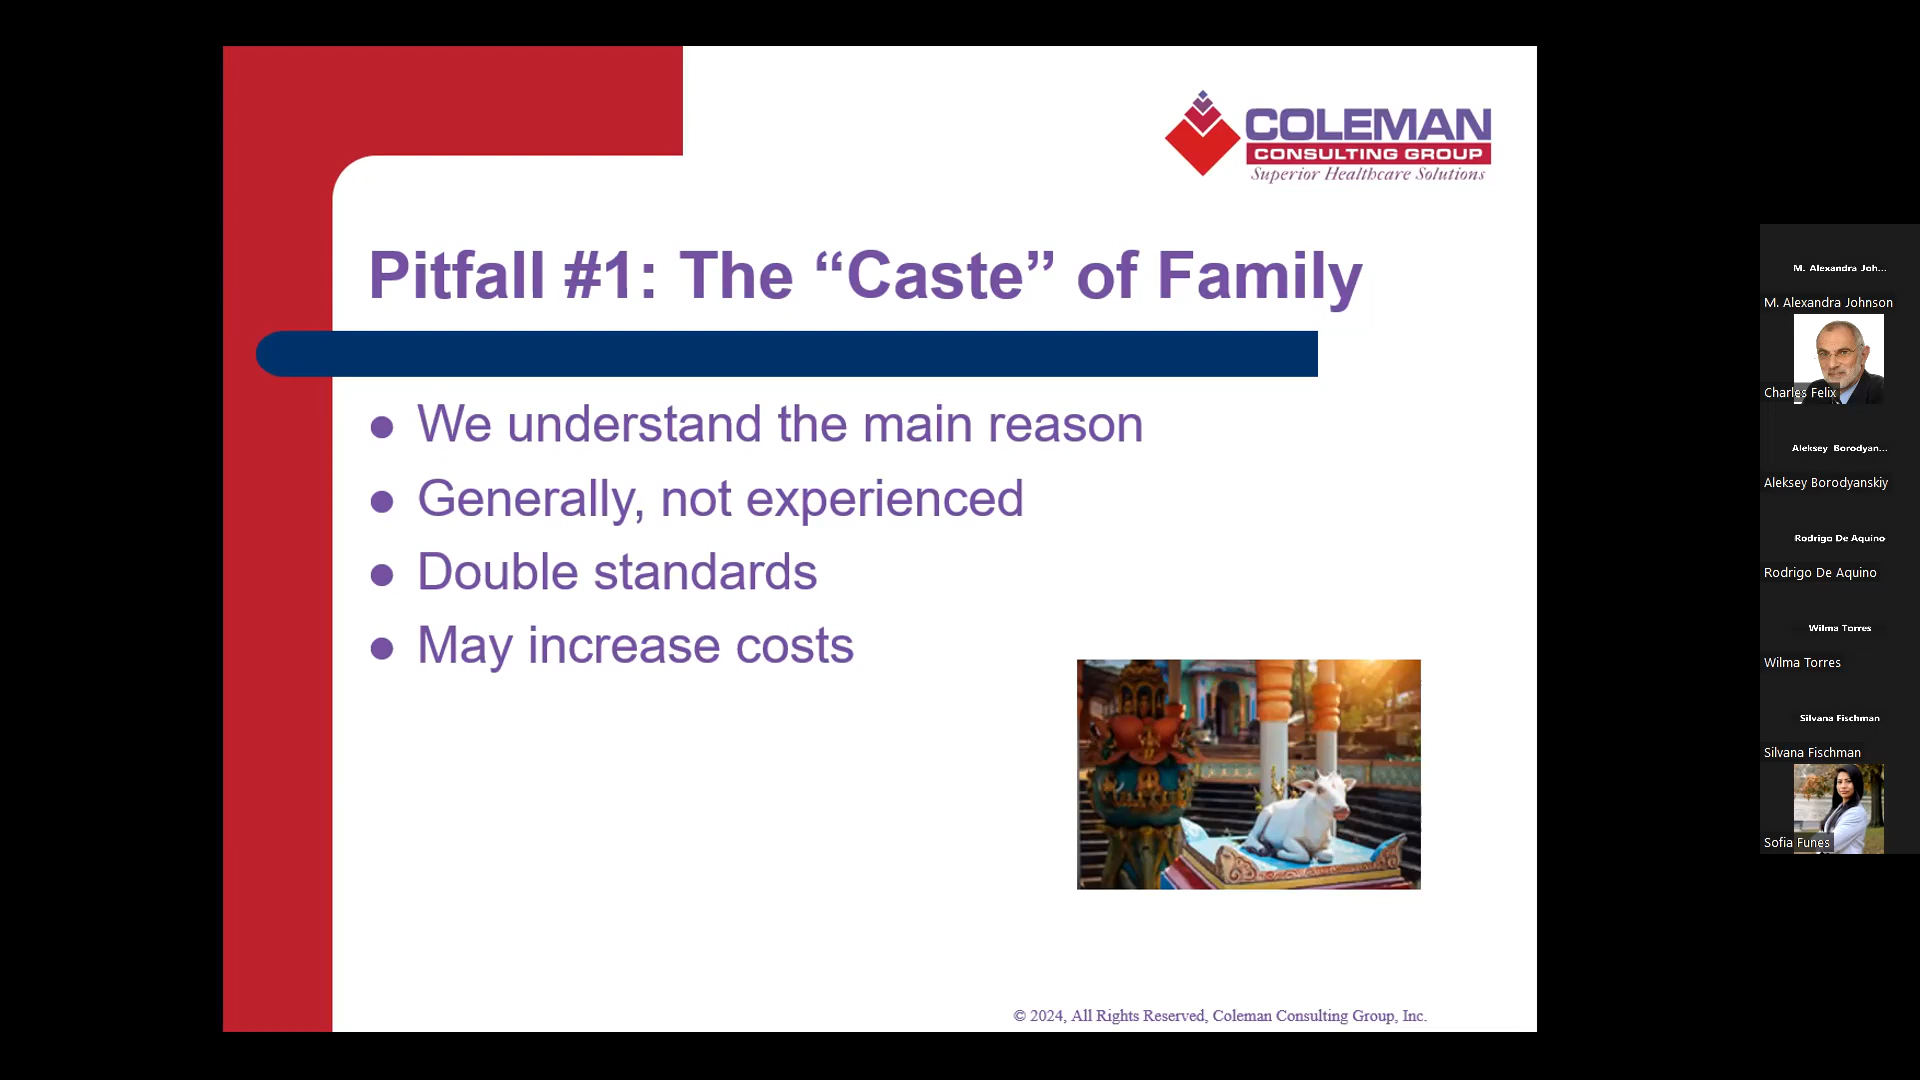 COLEMAN
CONSULTING GROUP
Superior Healthcare Solutions
Pitfall #1: The “Caste” of Family
We understand the main reason
Generally, not experienced
Double standards
May increase costs
© 2024, All Rights Reserved, Coleman Consulting Group, Inc.
M. Alexandra Joh...
M. Alexandra Johnson
Charles Felix
Aleksey Borodyan...
Aleksey Borodyanskiy
Rodrigo De Aquino
Rodrigo De Aquino
Wilma Torres
Wilma Torres
Silvana Fischman
Silvana Fischman
Sofia Funes